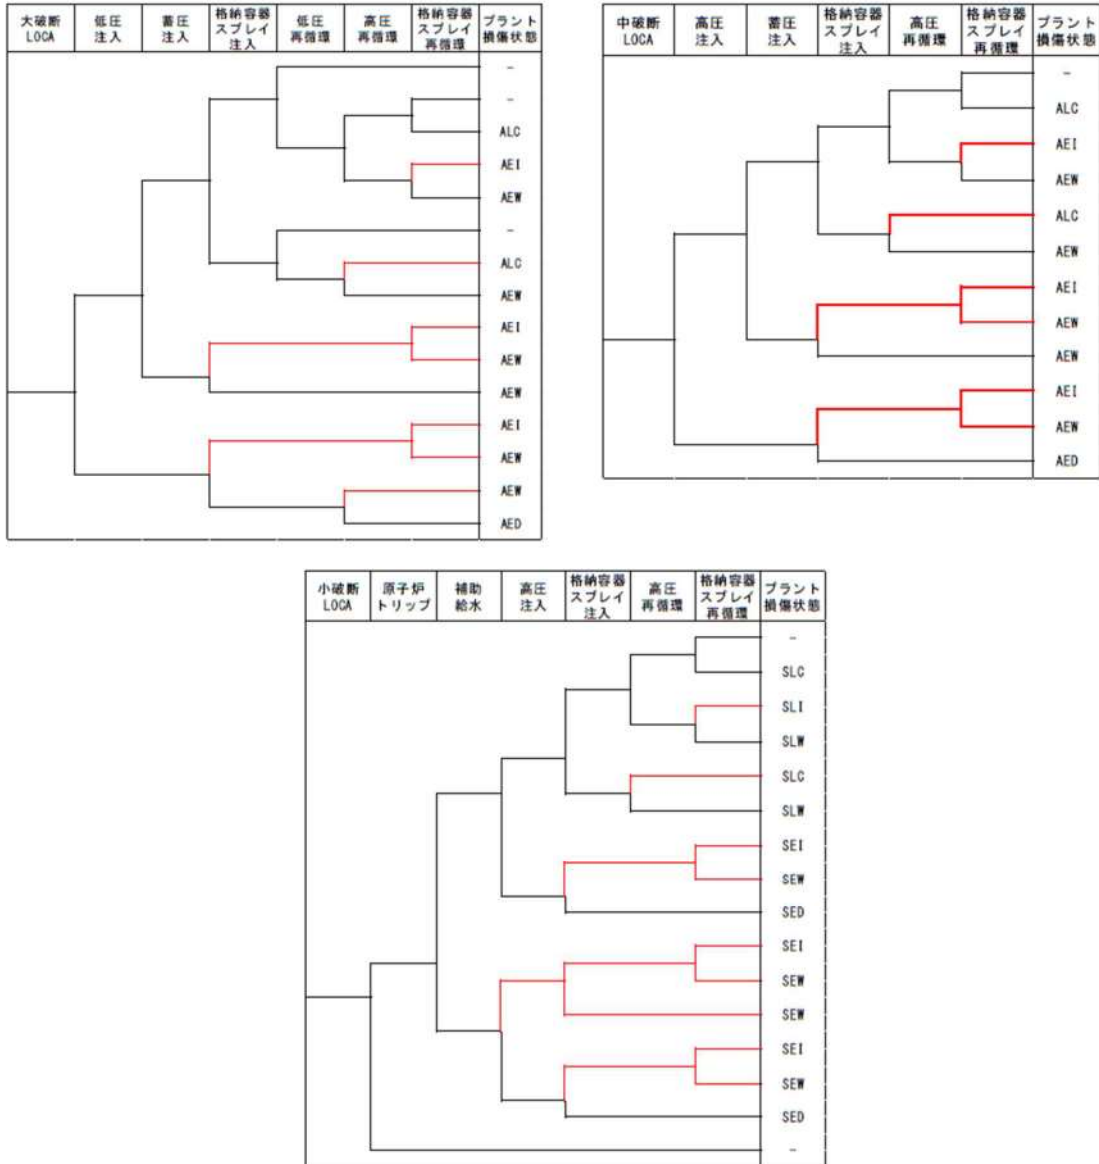 大破断
LOCA
低圧
注入
蓄圧
注入
格納容器
スプレイ
注入
低圧
再循環
高圧
再循環
格納容器
スプレイ
再循環
プラント
損傷状態
-
-
ALC
AEI
AEW
-
ALC
AEW
AEI
AEW
AEW
AEI
AEW
AEW
AED
中破断
LOCA
高圧
注入
蓄圧
注入
格納容器
スプレイ
注入
高圧
再循環
格納容器
スプレイ
再循環
プラント
損傷状態
-
ALC
AEI
AEW
ALC
AEW
AEI
AEW
AEW
AEI
AEW
AED
小破断
LOCA
原子炉
トリップ
補助
給水
高圧
注入
格納容器
スプレイ
注入
高圧
再循環
格納容器
スプレイ
再循環
プラント
損傷状態
-
SLC
SLI
SLW
SLC
SLW
SEI
SEW
SED
SEI
SEW
SEW
SEI
SEW
SED
-